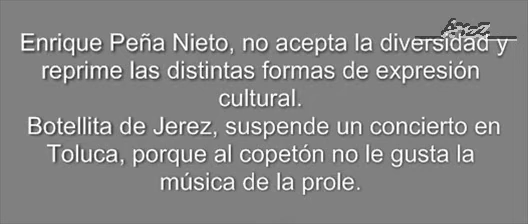 Enrique Peña Nieto, no acepta la diversidad y
reprime las distintas formas de expresión
cultural.
Botellita de Jerez, suspende un concierto en
Toluca, porque al copetón no le gusta la
música de la prole.